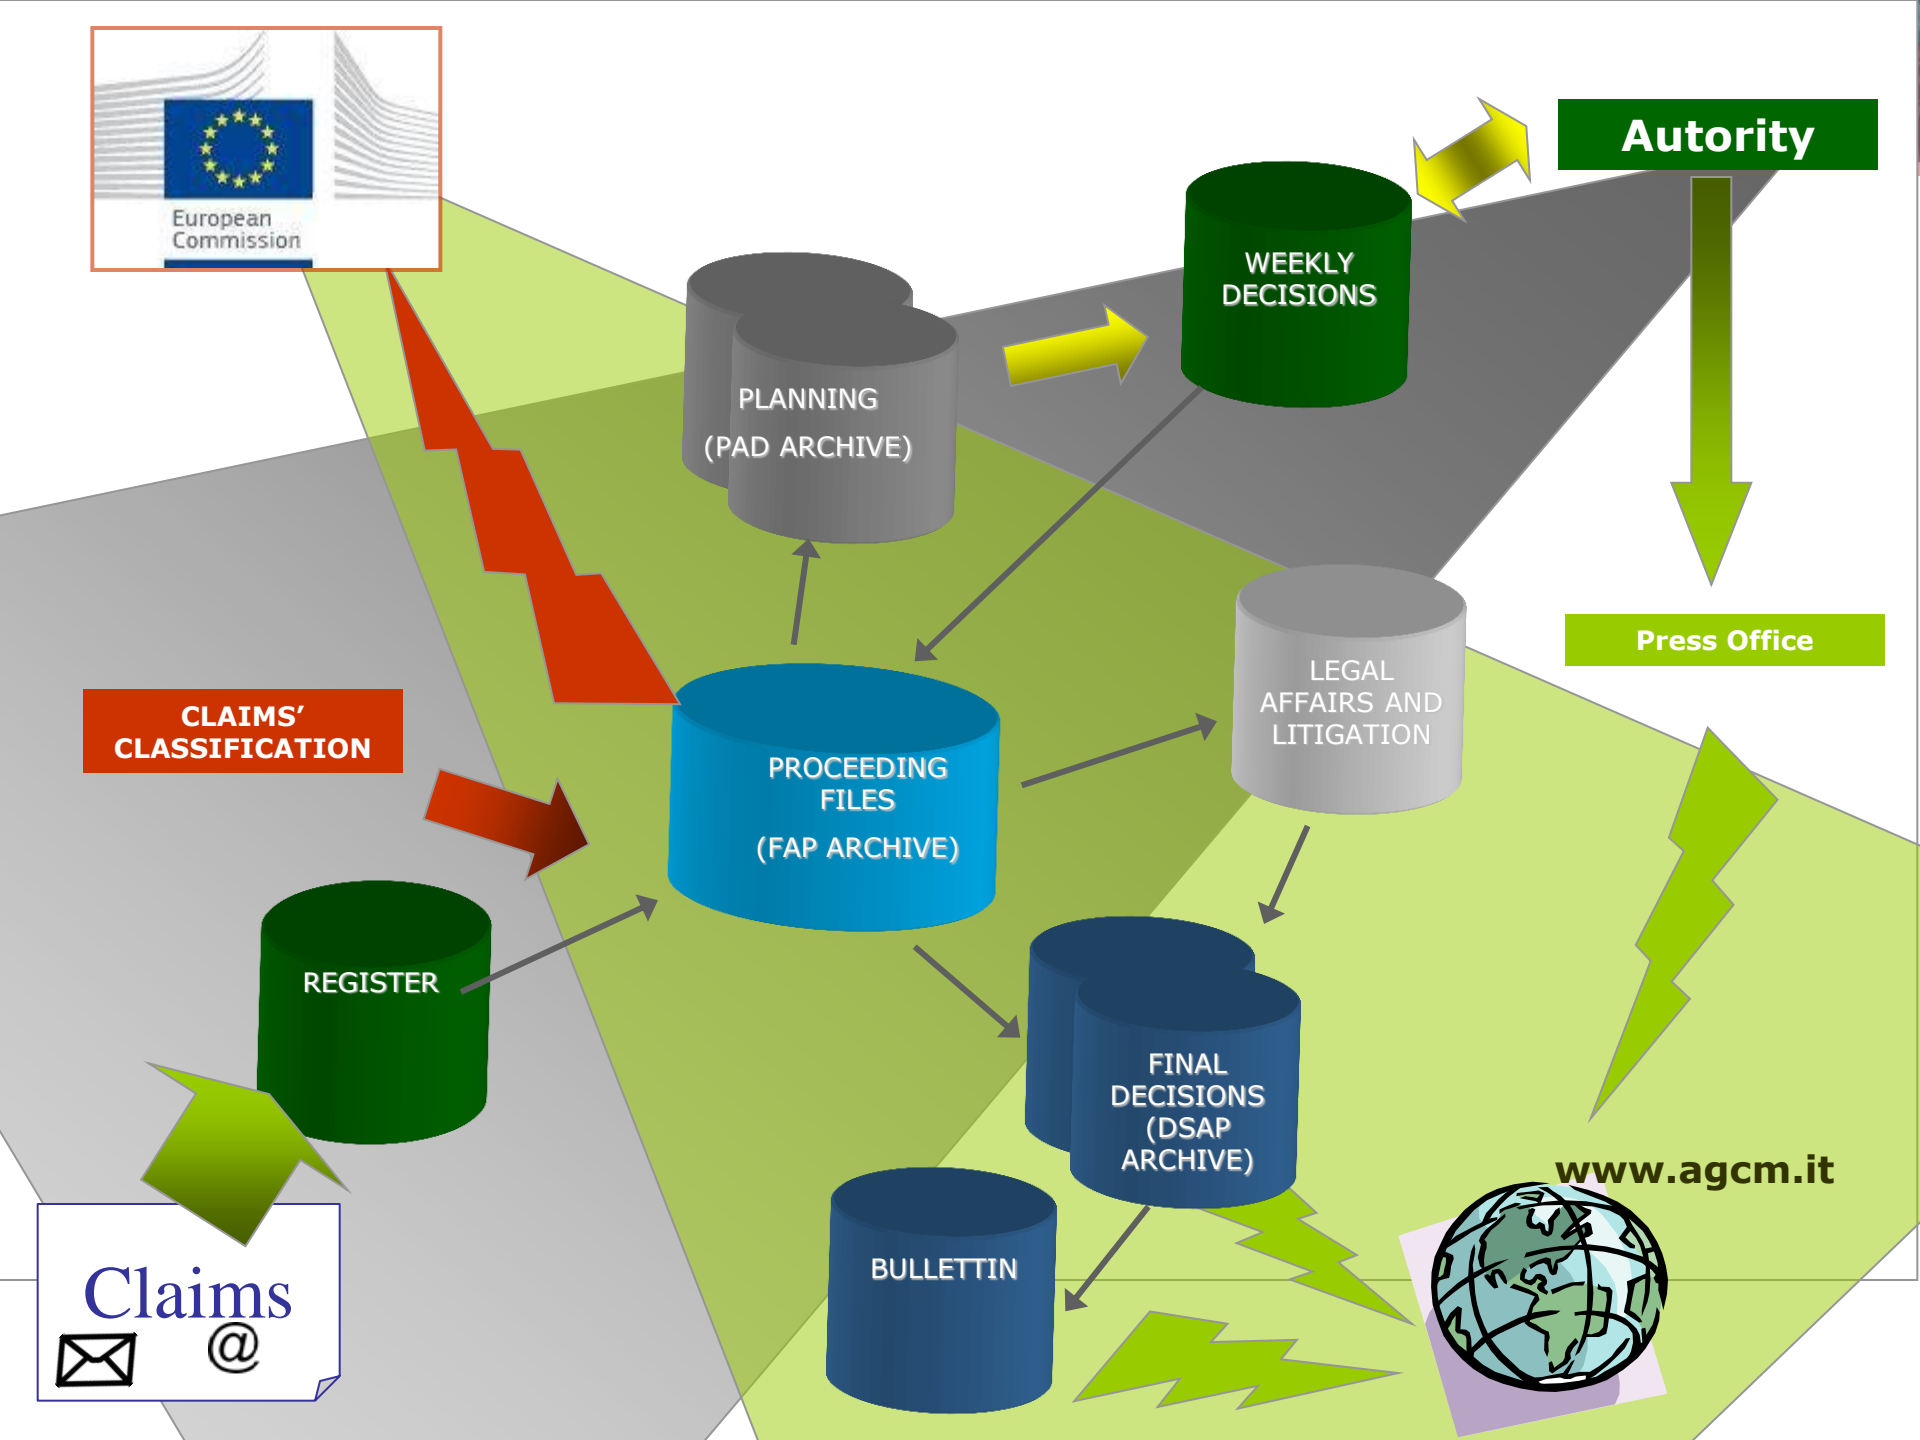 European
Commission
Autority
WEEKLY
DECISIONS
PLANNING
(PAD ARCHIVE)
Press Office
LEGAL
AFFAIRS AND
LITIGATION
CLAIMS’
CLASSIFICATION
PROCEEDING
FILES
(FAP ARCHIVE)
REGISTER
FINAL
DECISIONS
(DSAP
ARCHIVE)
www.agcm.it
BULLETTIN
Claims
@